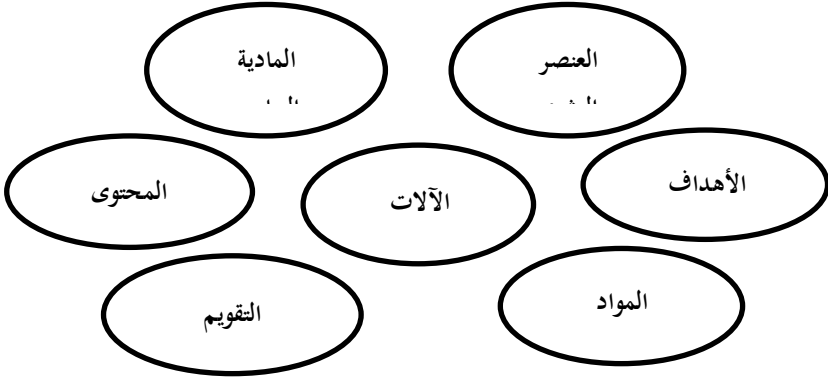 العنصر
المادية
الأهداف
الآلات
المحتوى
المواد
التقويم